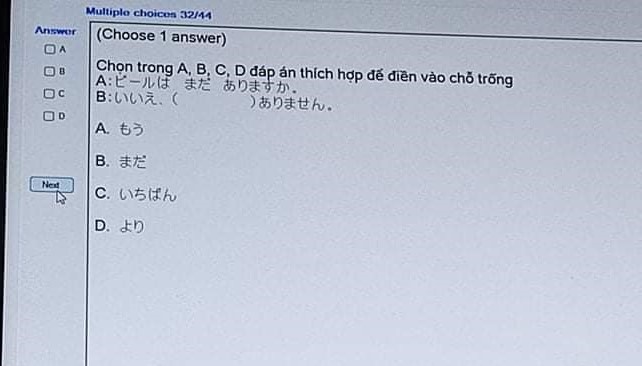 Multiple choices 32/44
Answer
A
B
C
D
Next
(Choose 1 answer)
Chọn trong A, B, C, D đáp án thích hợp để điền vào chỗ trống
A:ビールは まだ ありますか。
B:いいえ、( )ありません。
A. もう
B. まだ
C. いちばん
D. より